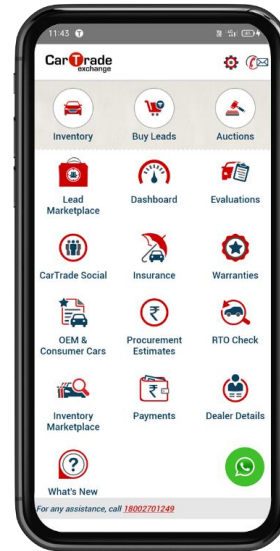 11:43
CarTrade
exchange
Inventory Buy Leads Auctions
Lead Dashboard Evaluations
Marketplace
CarTrade Social Insurance Warranties
OEM & Procurement RTO Check
Consumer Cars Estimates
Inventory Payments Dealer Details
Marketplace
What's New
For any assistance, call 18002701249